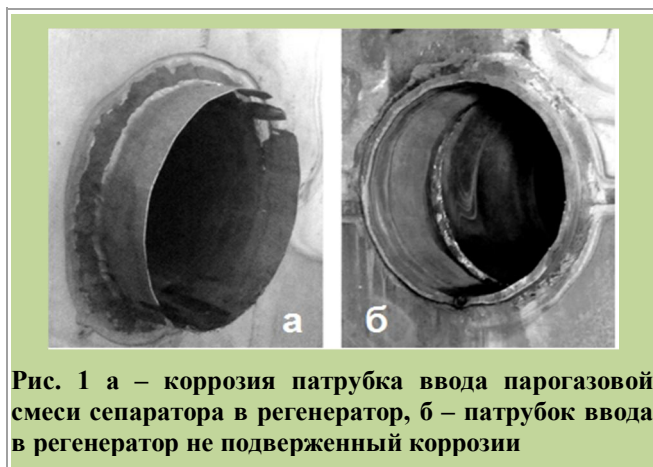 а
б
Рис. 1 а – коррозия патрубка ввода парогазовой
смеси сепаратора в регенератор, б – патрубок ввода
в регенератор не подверженный коррозии